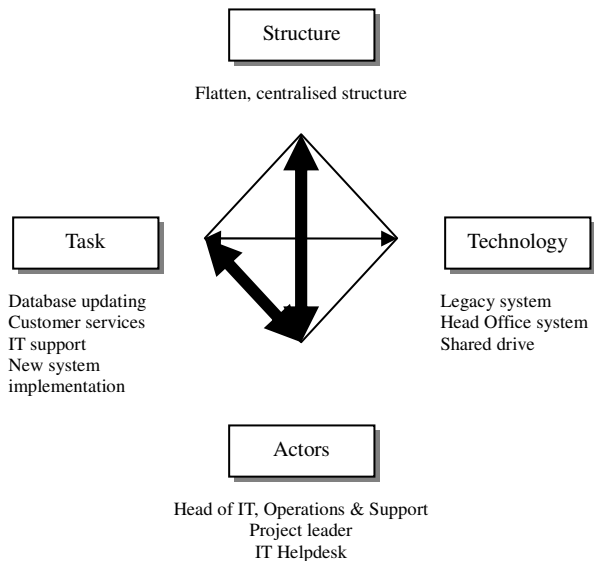 Structure
Flatten, centralised structure
Task
Technology
Database updating
Customer services
IT support
New system
implementation
Legacy system
Head Office system
Shared drive
Actors
Head of IT, Operations & Support
Project leader
IT Helpdesk